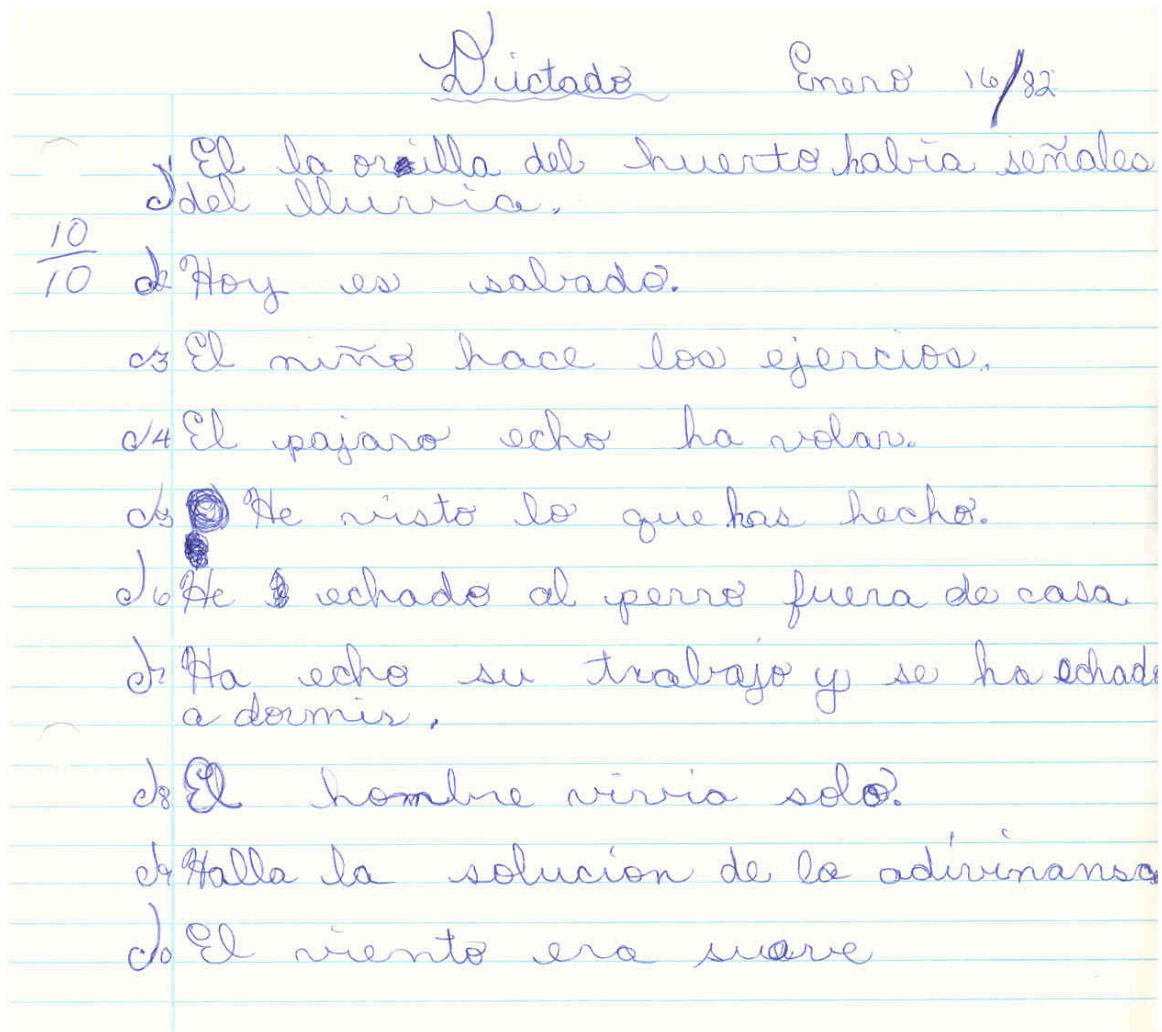 Dictado Enero 16/82
1 El la orilla del huerto habia señales
del lluvia.
10
10
2 Hoy es sabado.
3 El niño hace los ejercios.
4 El pajaro echo ha volar.
5 He visto lo que has hecho.
6 He echado al perro fuera de casa.
7 Ha echo su trabajo y se ha echado
a dormir.
8 El hombre vivia solo.
9 Halla la solucion de la adivinansa
10 El viento era suave